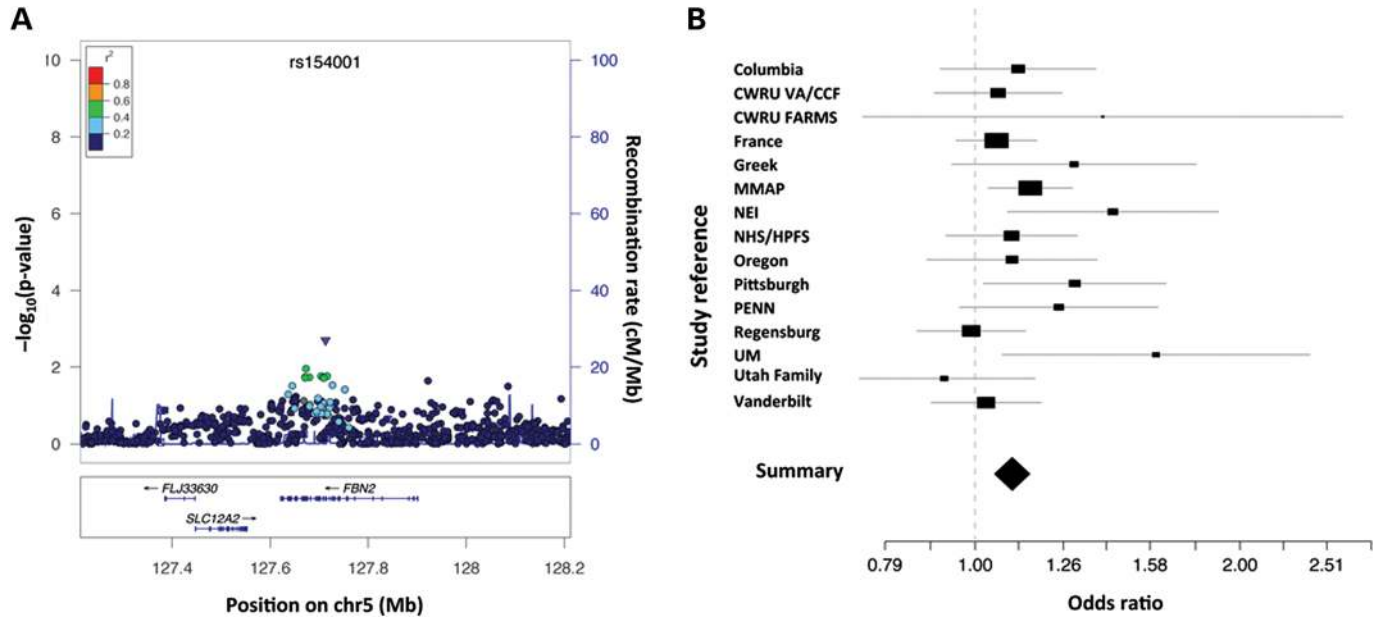 A
r²
0.8
0.6
0.4
0.2
rs154001
10
8
6
4
2
0
−log₁₀(p-value)
100
80
60
40
20
0
Recombination rate (cM/Mb)
← FLJ33630
← FBN2
SLC12A2 →
127.4 127.6 127.8 128 128.2
Position on chr5 (Mb)
B
Study reference
Columbia
CWRU VA/CCF
CWRU FARMS
France
Greek
MMAP
NEI
NHS/HPFS
Oregon
Pittsburgh
PENN
Regensburg
UM
Utah Family
Vanderbilt
Summary
0.79 1.00 1.26 1.58 2.00 2.51
Odds ratio